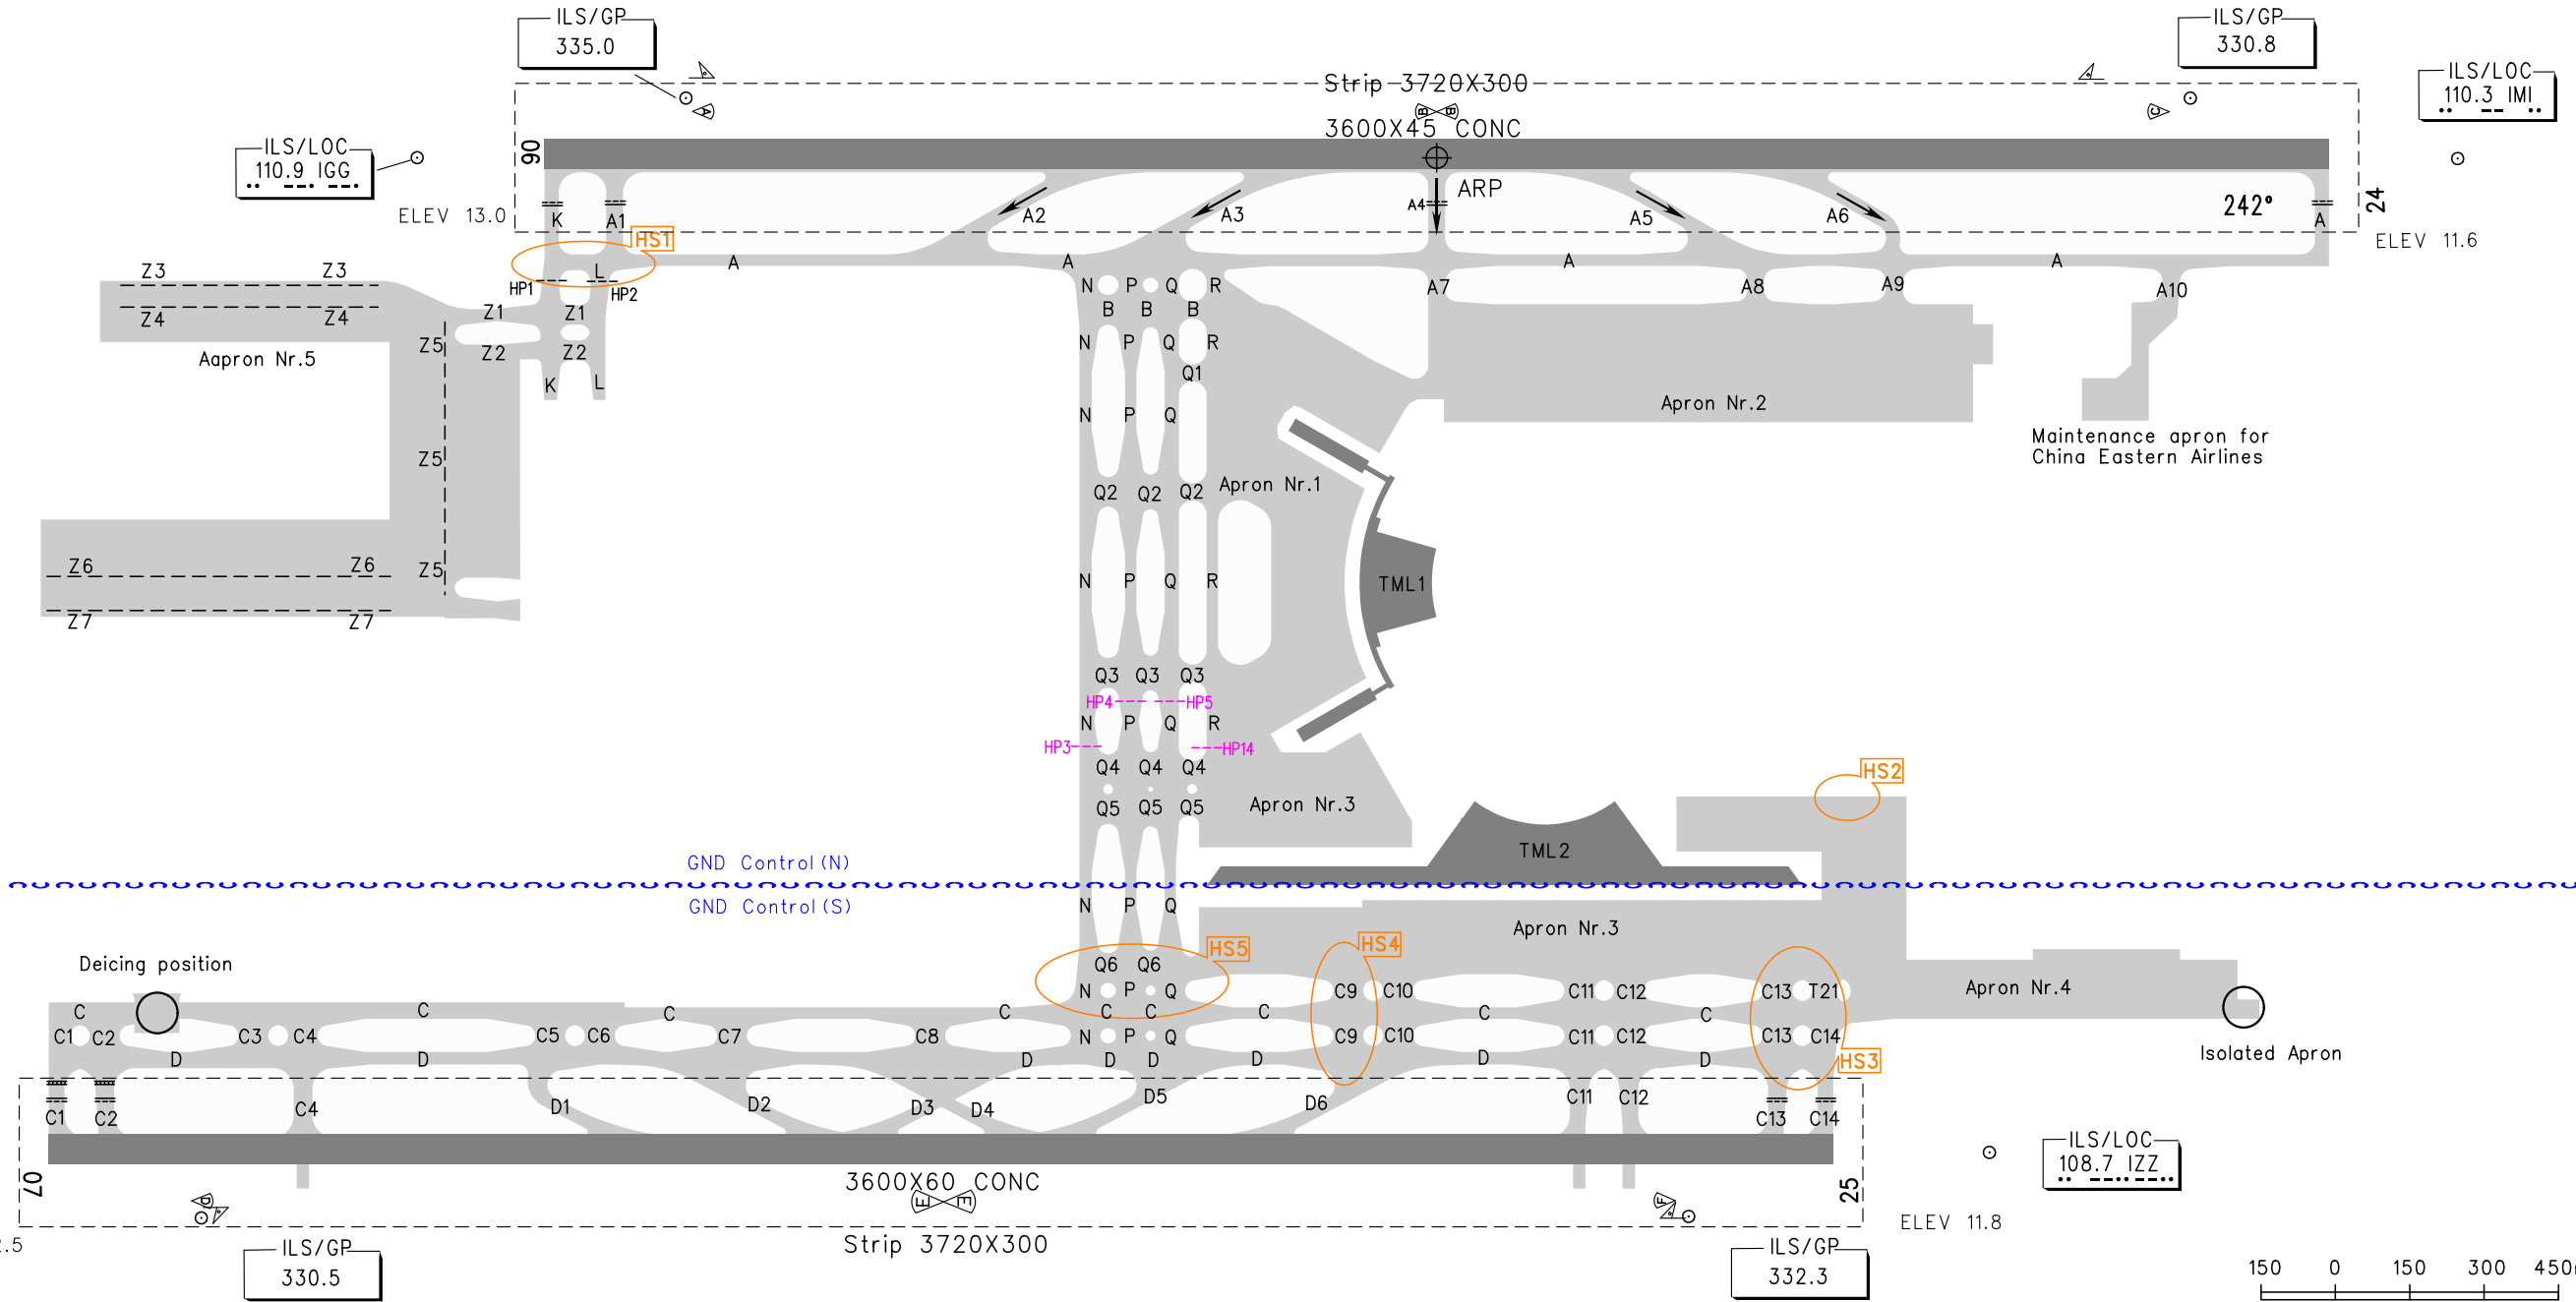 ILS/GP
335.0
ILS/GP
330.8
Strip 3720X300
ILS/LOC
110.3 IMI
A
B B
C
3600X45 CONC
ILS/LOC
110.9 IGG
06
ARP
ELEV 13.0
K
A1
A2
A3
A4
A5
A6
242°
A
24
ELEV 11.6
HS1
L
A
A
A
A
HP1
HP2
Z3
Z3
Z4
Z4
Z1
Z1
Z2
Z2
Z5
K
L
Aapron Nr.5
N P Q R
B B B
A7
A8
A9
A10
N P Q R
Q1
Apron Nr.2
N P Q
Maintenance apron for
China Eastern Airlines
Z5
Q2 Q2 Q2
Apron Nr.1
Z6
Z6
Z5
N P Q R
TML1
Z7
Z7
Q3 Q3 Q3
HP4
HP5
N P Q R
HP3
HP14
Q4 Q4 Q4
HS2
Q5 Q5 Q5
Apron Nr.3
TML2
GND Control(N)
GND Control(S)
N P Q
Apron Nr.3
HS5
HS4
Deicing position
Q6 Q6
N P Q
C9
C10
C11
C12
C13
T21
Apron Nr.4
C
C
C
C
C
C
C
C
C
C1
C2
C3
C4
C5
C6
C7
C8
N P Q
C9
C10
C11
C12
C13
C14
D
D
D
D
D
D
D
D
HS3
Isolated Apron
C1
C2
C4
D1
D2
D3
D4
D5
D6
C11
C12
C13
C14
07
3600X60 CONC
D
E E
F
25
ILS/LOC
108.7 IZZ
ELEV 11.8
.5
Strip 3720X300
ILS/GP
330.5
ILS/GP
332.3
150 0 150 300 450